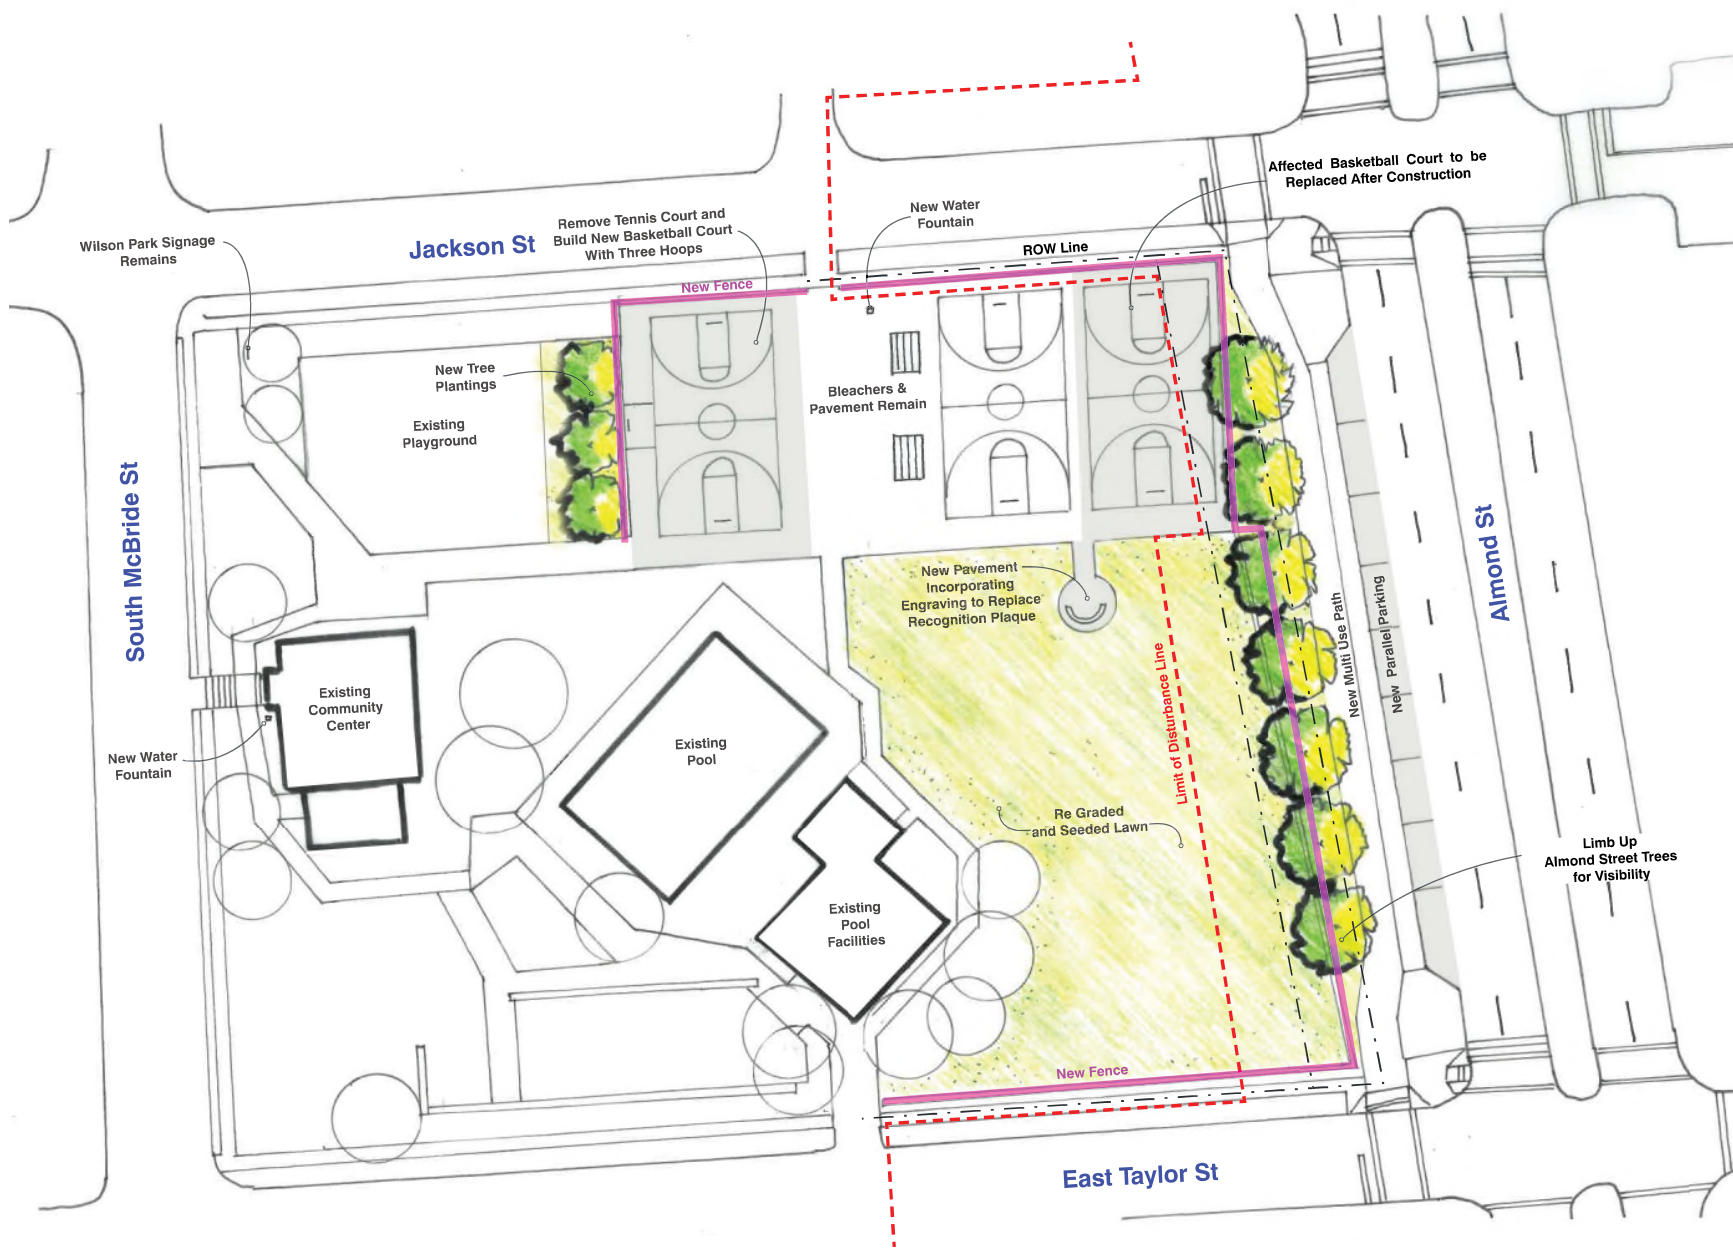 Affected Basketball Court to be
Replaced After Construction
New Water
Fountain
Remove Tennis Court and
Build New Basketball Court
With Three Hoops
Wilson Park Signage
Remains
Jackson St
ROW Line
New Fence
New Tree
Plantings
Bleachers &
Pavement Remain
Existing
Playground
South McBride St
Almond St
New Pavement
Incorporating
Engraving to Replace
Recognition Plaque
New Multi Use Path
New Parallel Parking
Limit of Disturbance Line
Existing
Community
Center
New Water
Fountain
Existing
Pool
Re Graded
and Seeded Lawn
Limb Up
Almond Street Trees
for Visibility
Existing
Pool
Facilities
New Fence
East Taylor St